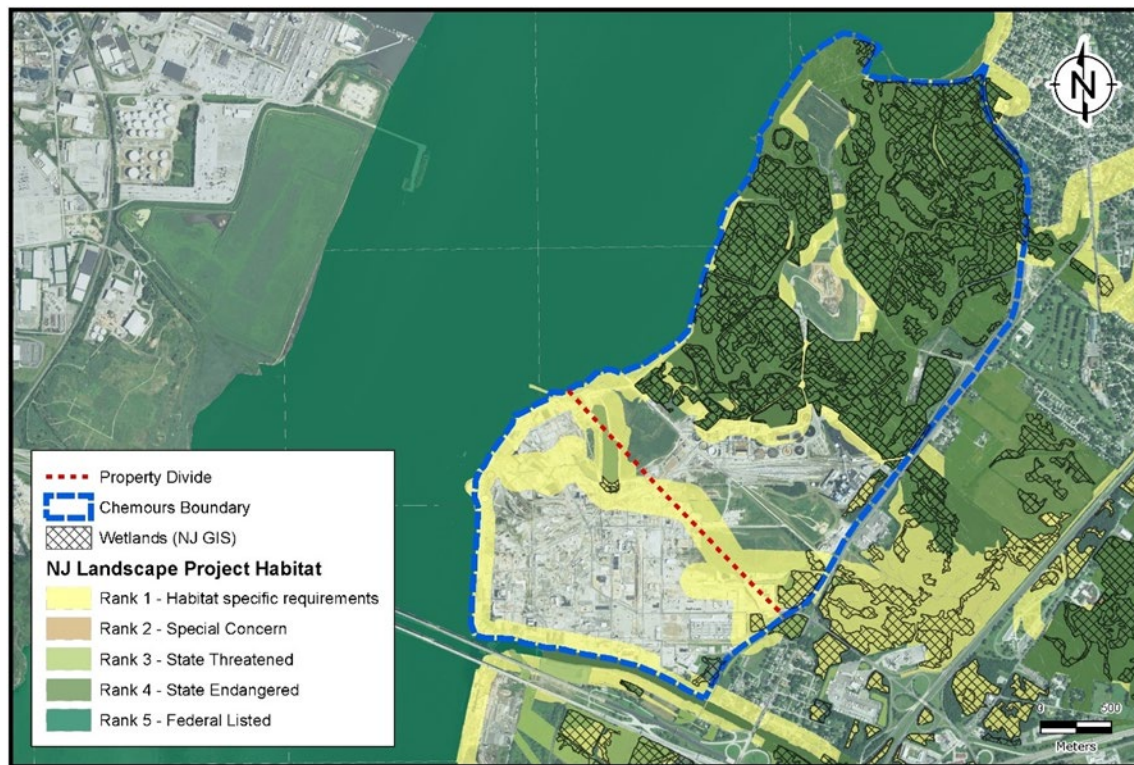 N
Property Divide
Chemours Boundary
Wetlands (NJ GIS)
NJ Landscape Project Habitat
Rank 1 - Habitat specific requirements
Rank 2 - Special Concern
Rank 3 - State Threatened
Rank 4 - State Endangered
Rank 5 - Federal Listed
0 500
Meters